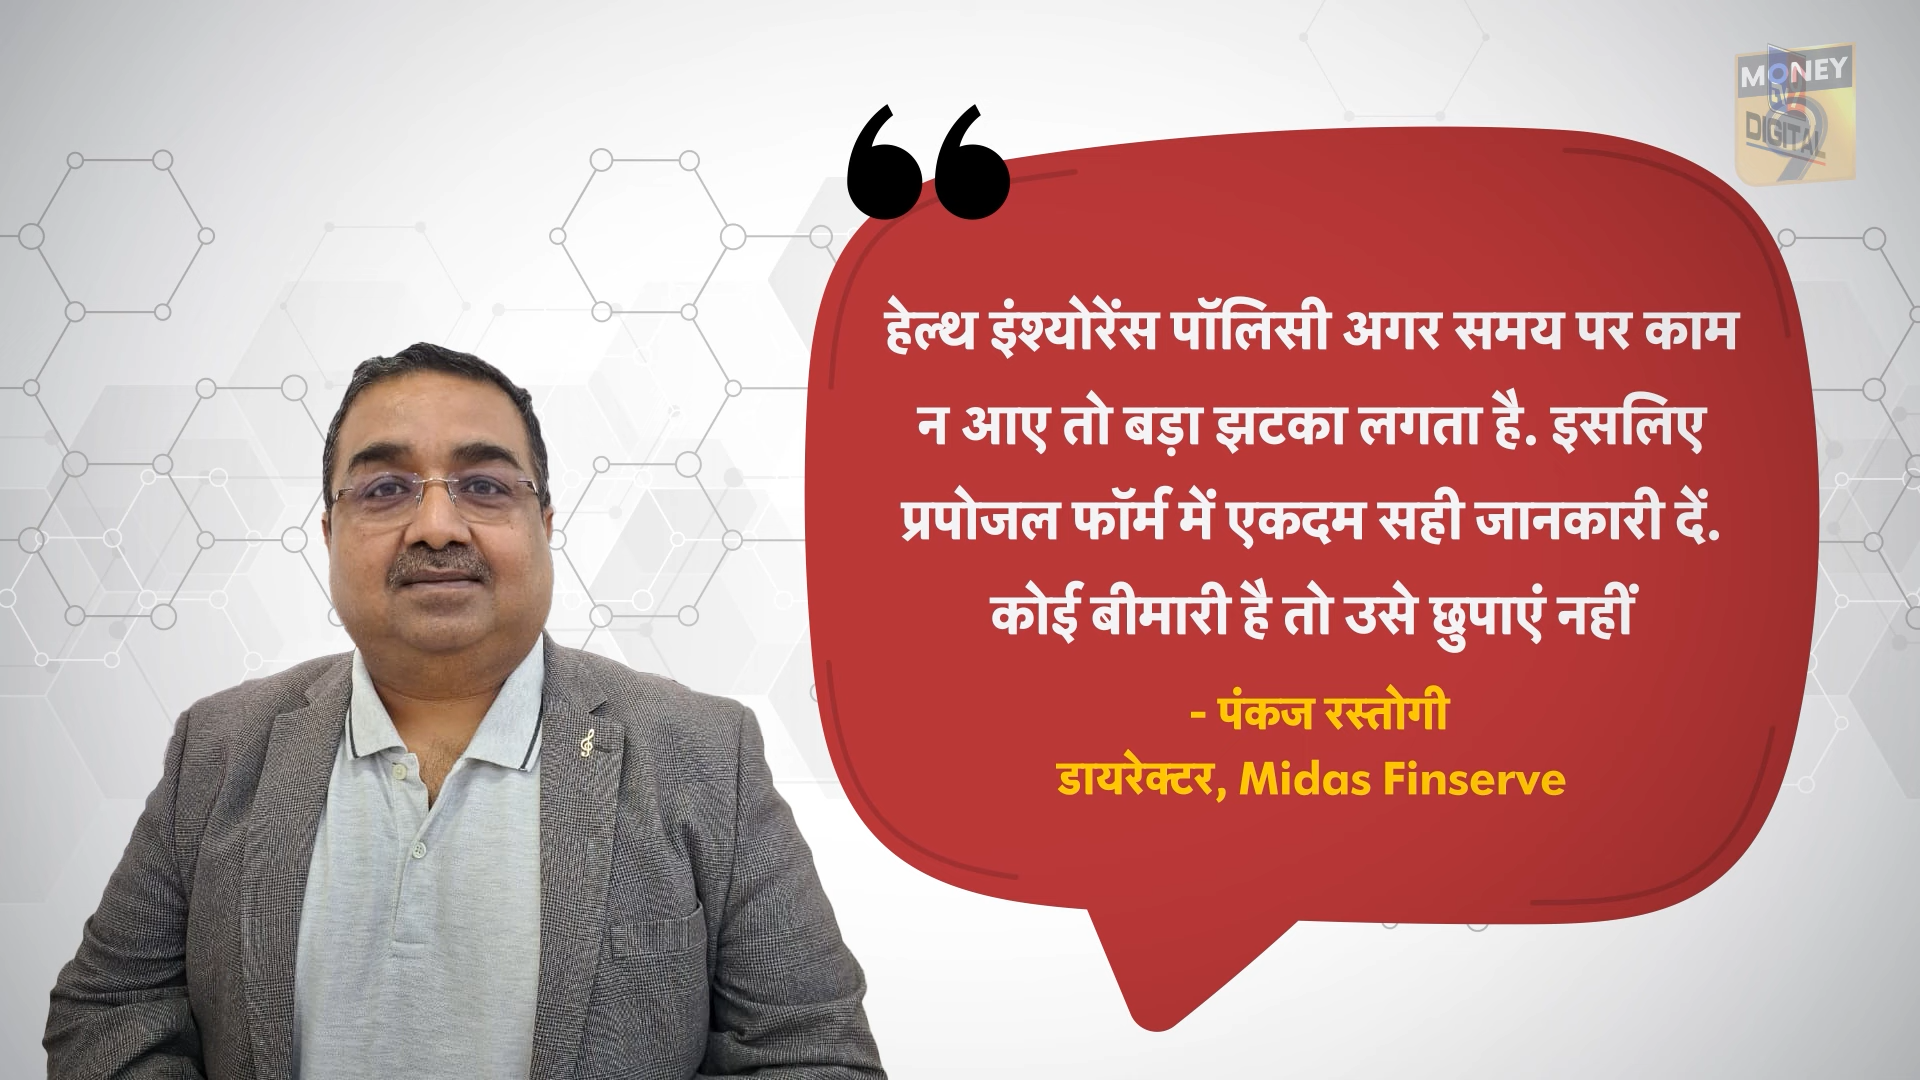 MONEY
9
DIGITAL
हेल्थ इंश्योरेंस पॉलिसी अगर समय पर काम
न आए तो बड़ा झटका लगता है. इसलिए
प्रपोजल फॉर्म में एकदम सही जानकारी दें.
कोई बीमारी है तो उसे छुपाएं नहीं
- पंकज रस्तोगी
डायरेक्टर, Midas Finserve